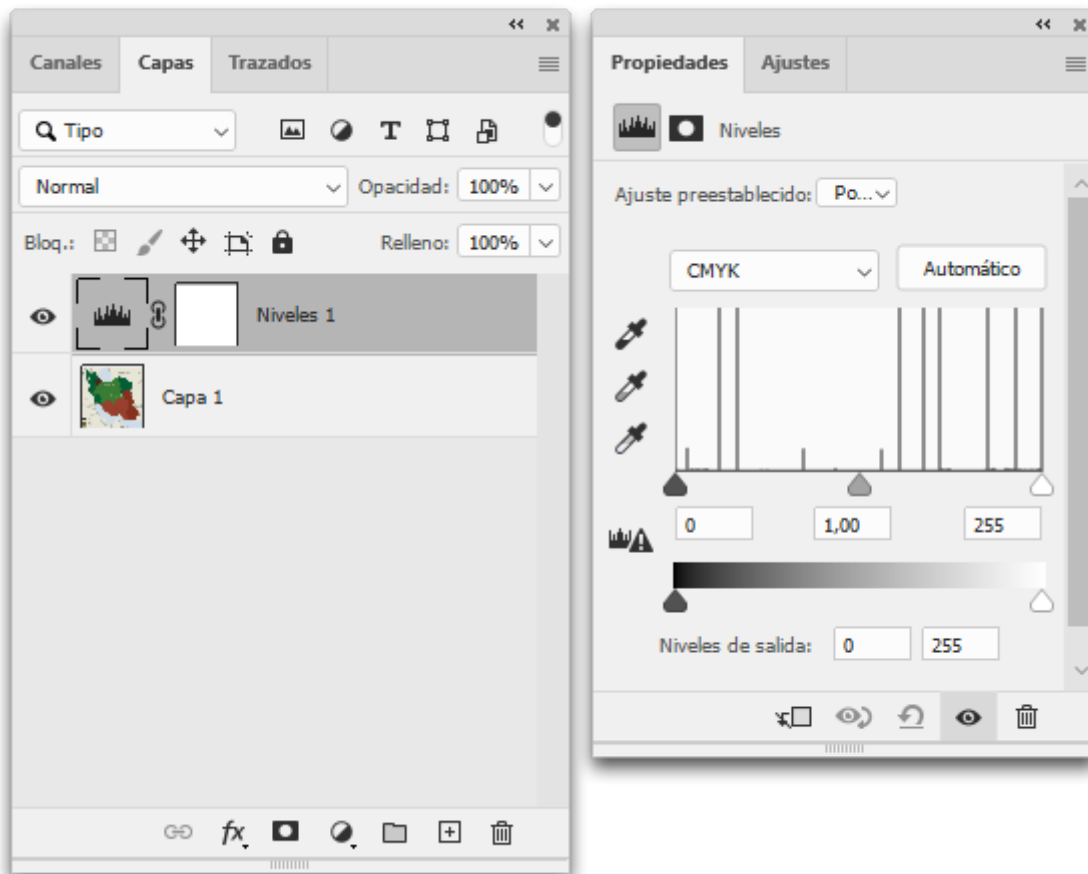 Canales Capas Trazados
Tipo
Normal Opacidad: 100%
Bloq.: Relleno: 100%
Niveles 1
Capa 1
Propiedades Ajustes
Niveles
Ajuste preestablecido: Po...
CMYK Automático
0 1,00 255
Niveles de salida: 0 255